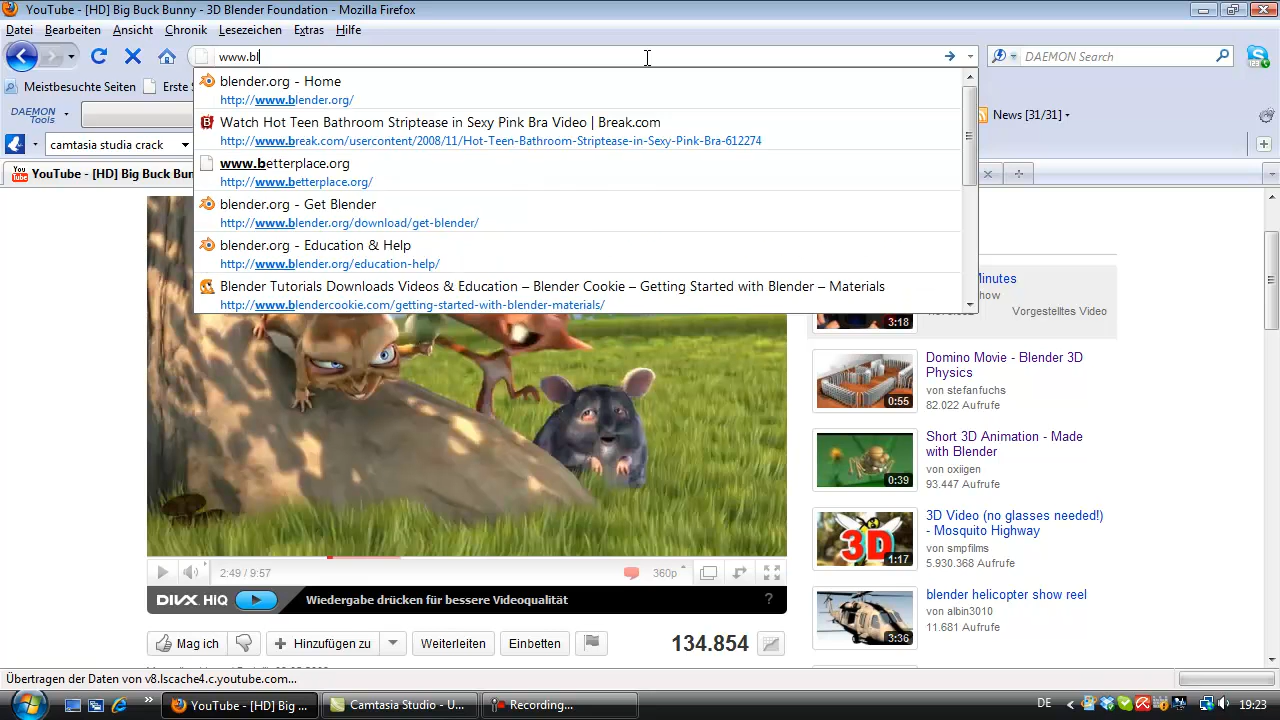 YouTube - [HD] Big Buck Bunny - 3D Blender Foundation - Mozilla Firefox
Datei Bearbeiten Ansicht Chronik Lesezeichen Extras Hilfe
www.bl
DAEMON Search
Meistbesuchte Seiten Erste S
blender.org - Home
http://www.blender.org/
DAEMON Tools
News [31/31]
Watch Hot Teen Bathroom Striptease in Sexy Pink Bra Video | Break.com
http://www.break.com/usercontent/2008/11/Hot-Teen-Bathroom-Striptease-in-Sexy-Pink-Bra-612274
camtasia studio crack
www.betterplace.org
http://www.betterplace.org/
YouTube - [HD] Big Buck Bun
blender.org - Get Blender
http://www.blender.org/download/get-blender/
blender.org - Education & Help
http://www.blender.org/education-help/
Blender Tutorials Downloads Videos & Education – Blender Cookie – Getting Started with Blender – Materials
http://www.blendercookie.com/getting-started-with-blender-materials/
Minutes
how
Vorgestelltes Video
3:18
Domino Movie - Blender 3D
Physics
von stefanfuchs
82.022 Aufrufe
0:55
Short 3D Animation - Made
with Blender
von oxiigen
93.447 Aufrufe
0:39
3D Video (no glasses needed!)
- Mosquito Highway
von smpfilms
5.930.368 Aufrufe
3D
1:17
blender helicopter show reel
von albin3010
11.681 Aufrufe
3:36
2:49 / 9:57
360p
DIVX HIQ Wiedergabe drücken für bessere Videoqualität ?
Mag ich Hinzufügen zu Weiterleiten Einbetten 134.854
Übertragen der Daten von v8.lscache4.c.youtube.com...
YouTube - [HD] Big ... Camtasia Studio - U... Recording... DE 19:23